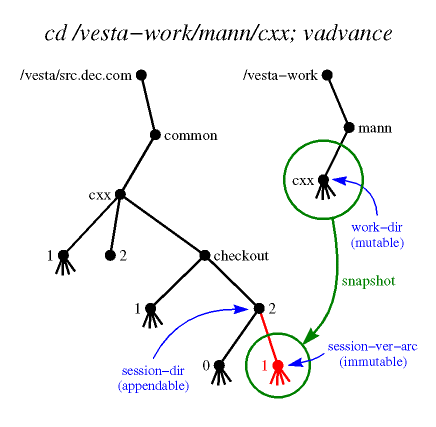 cd /vesta−work/mann/cxx; vadvance
/vesta/src.dec.com
/vesta−work
common
mann
cxx
cxx
work−dir
(mutable)
1
2
checkout
snapshot
1
2
session−ver−arc
(immutable)
session−dir
(appendable)
0
1